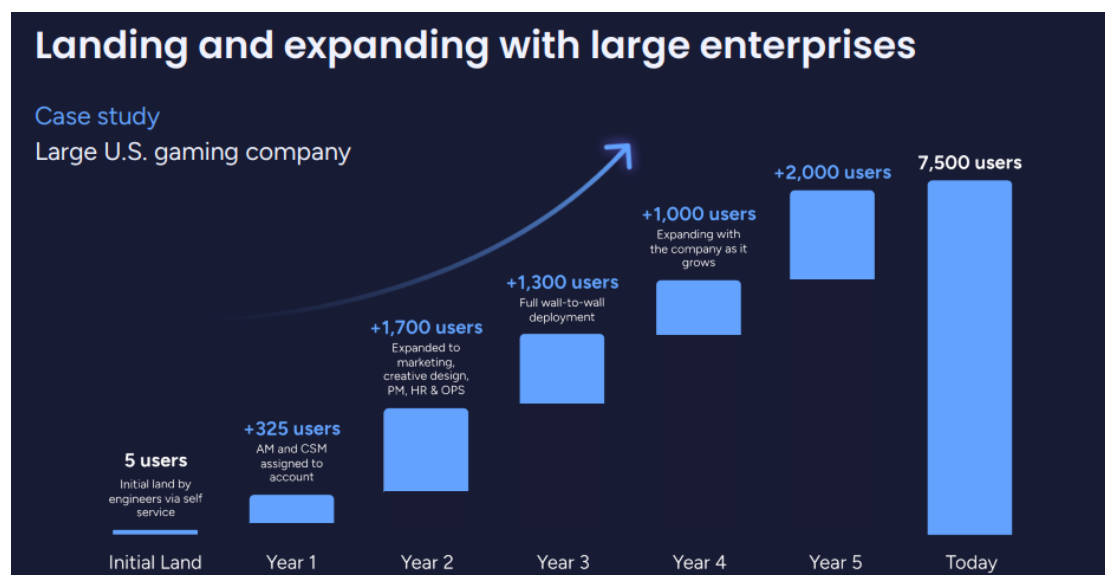 Landing and expanding with large enterprises
Case study
Large U.S. gaming company
5 users
Initial land by
engineers via self
service
Initial Land
+325 users
AM and CSM
assigned to
account
Year 1
+1,700 users
Expanded to
marketing,
creative design,
PM, HR & OPS
Year 2
+1,300 users
Full wall-to-wall
deployment
Year 3
+1,000 users
Expanding with
the company as it
grows
Year 4
+2,000 users
Year 5
7,500 users
Today